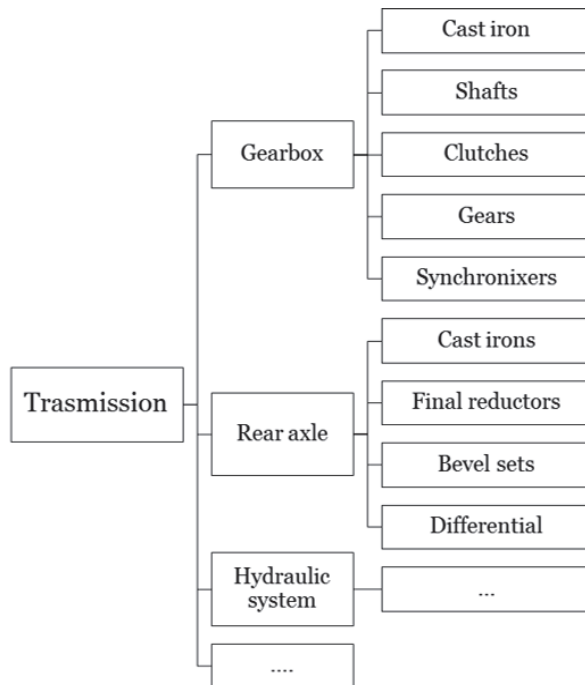 Trasmission
Gearbox
Cast iron
Shafts
Clutches
Gears
Synchronixers
Rear axle
Cast irons
Final reductors
Bevel sets
Differential
Hydraulic
system
...
....